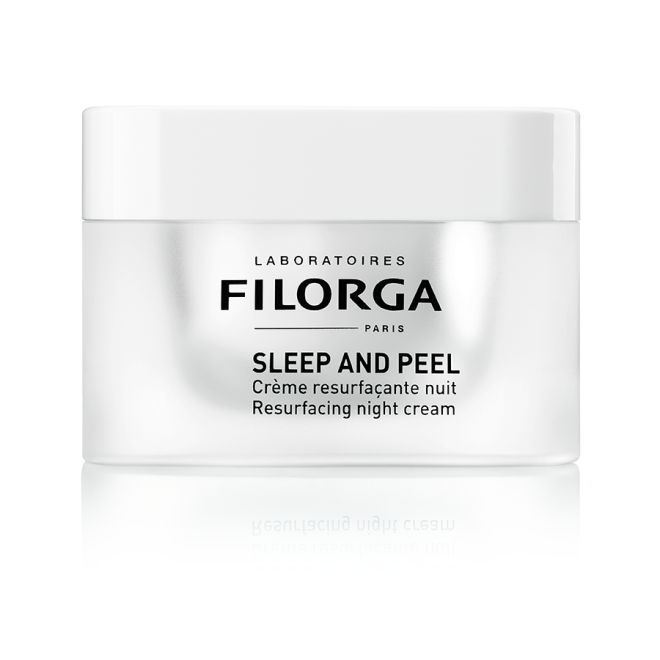 LABORATOIRES
FILORGA
PARIS
SLEEP AND PEEL
Crème resurfaçante nuit
Resurfacing night cream